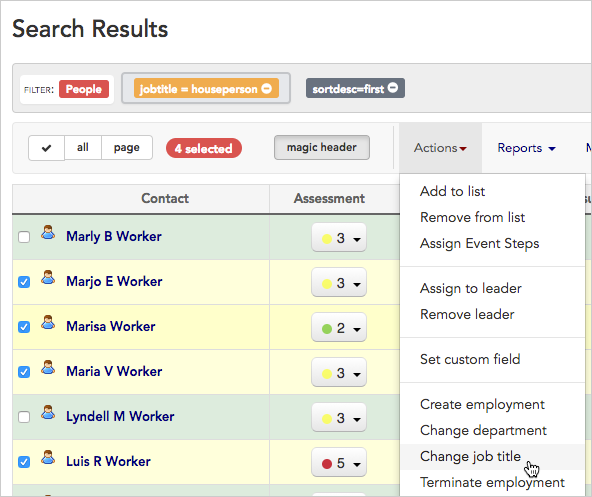 Search Results
FILTER: People jobtitle = houseperson sortdesc=first
all page 4 selected magic header Actions Reports
Contact Assessment
Add to list
Remove from list
Assign Event Steps
Assign to leader
Remove leader
Set custom field
Create employment
Change department
Change job title
Terminate employment
Marly B Worker 3
Marjo E Worker 3
Marisa Worker 2
Maria V Worker 3
Lyndell M Worker 3
Luis R Worker 5